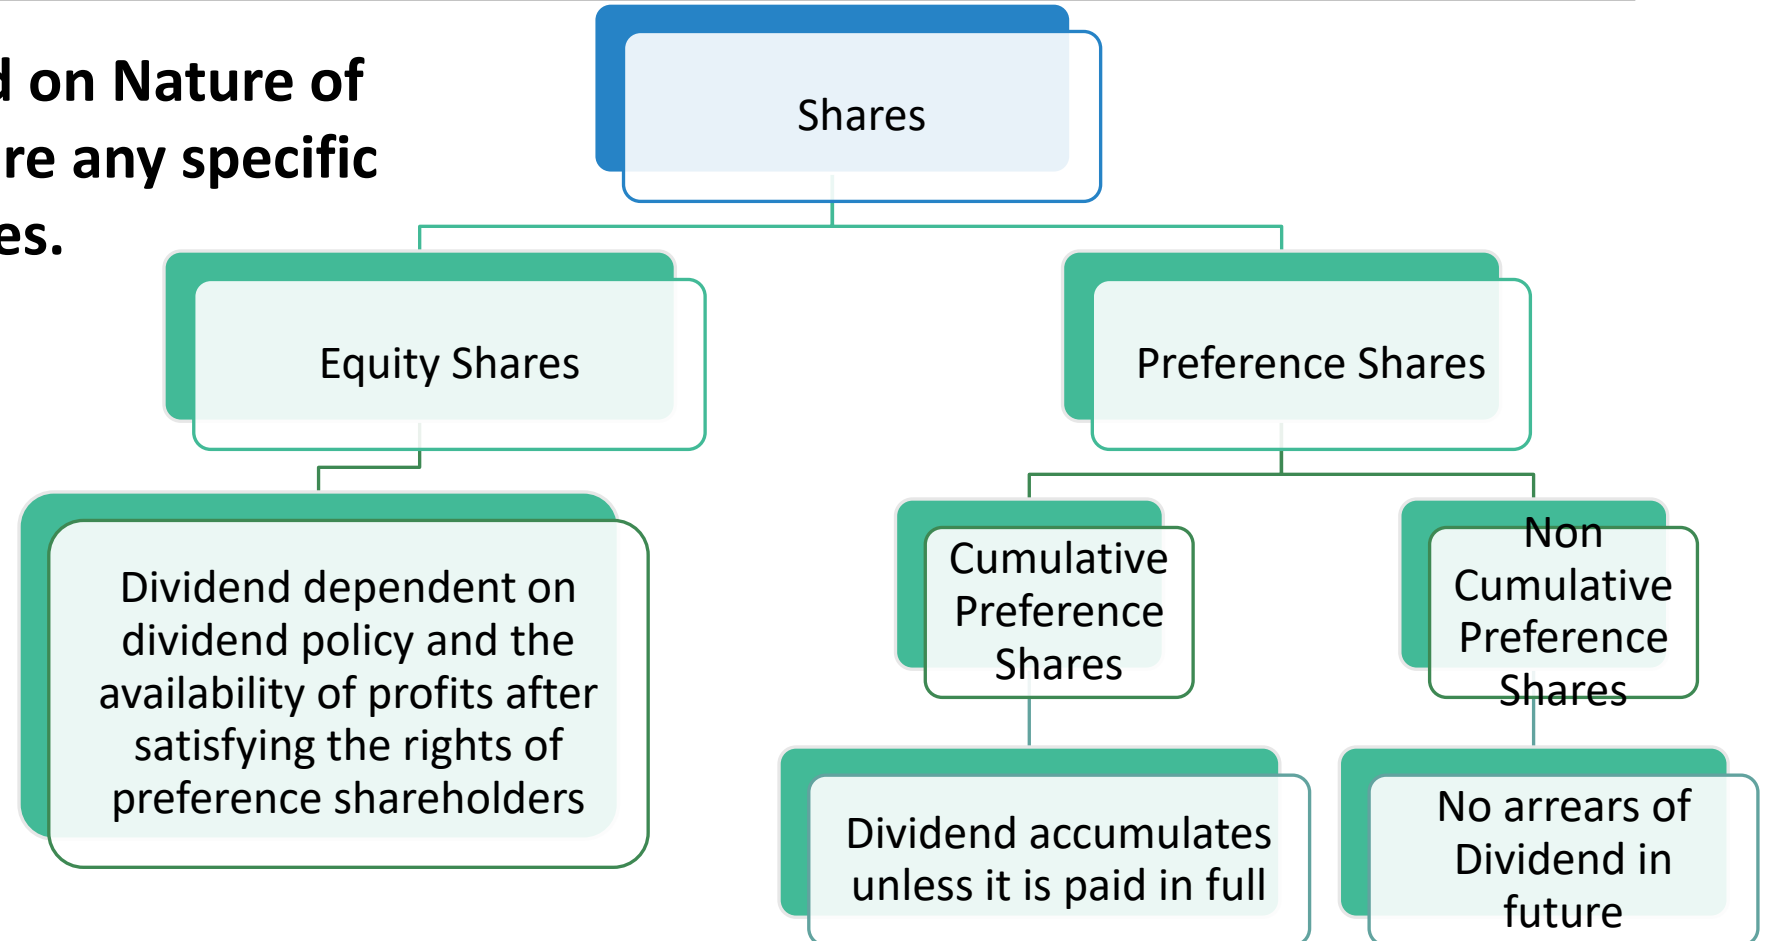 d on Nature of
re any specific
es.
Shares
Equity Shares
Preference Shares
Dividend dependent on
dividend policy and the
availability of profits after
satisfying the rights of
preference shareholders
Cumulative
Preference
Shares
Non
Cumulative
Preference
Shares
Dividend accumulates
unless it is paid in full
No arrears of
Dividend in
future